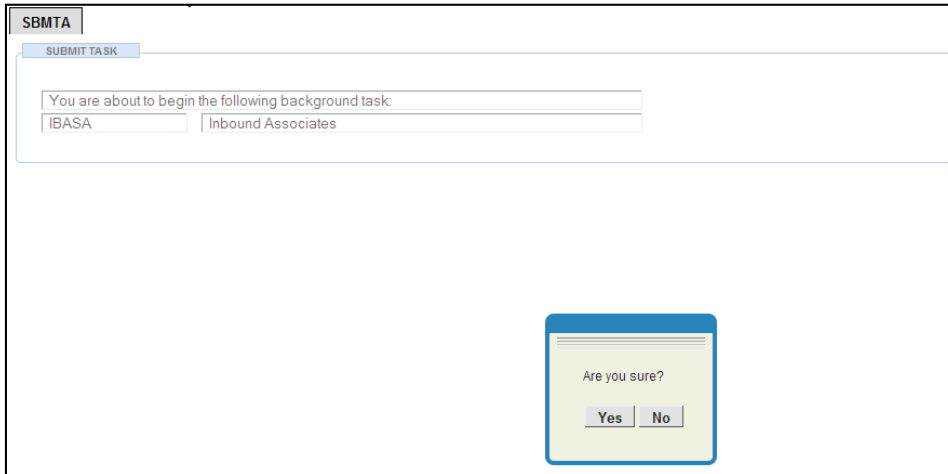 SBMTA
SUBMIT TASK
You are about to begin the following background task:
IBASA Inbound Associates
Are you sure?
Yes No